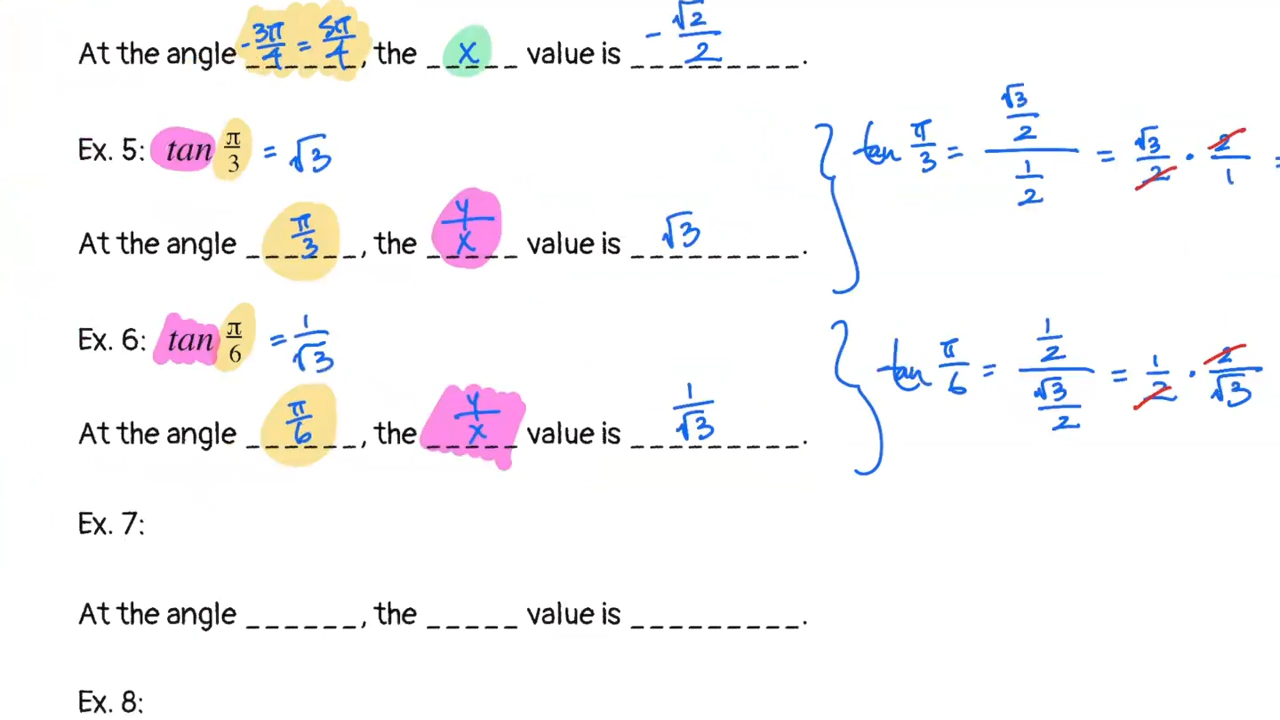 At the angle -3π/4 = 5π/4, the x value is -√2/2.
Ex. 5: tan π/3 = √3
tan π/3 = (√3/2)/(1/2) = √3/2 · 2/1 =
At the angle π/3, the y/x value is √3.
Ex. 6: tan π/6 = 1/√3
tan π/6 = (1/2)/(√3/2) = 1/2 · 2/√3
At the angle π/6, the y/x value is 1/√3.
Ex. 7:
At the angle ______, the _____ value is _________.
Ex. 8: